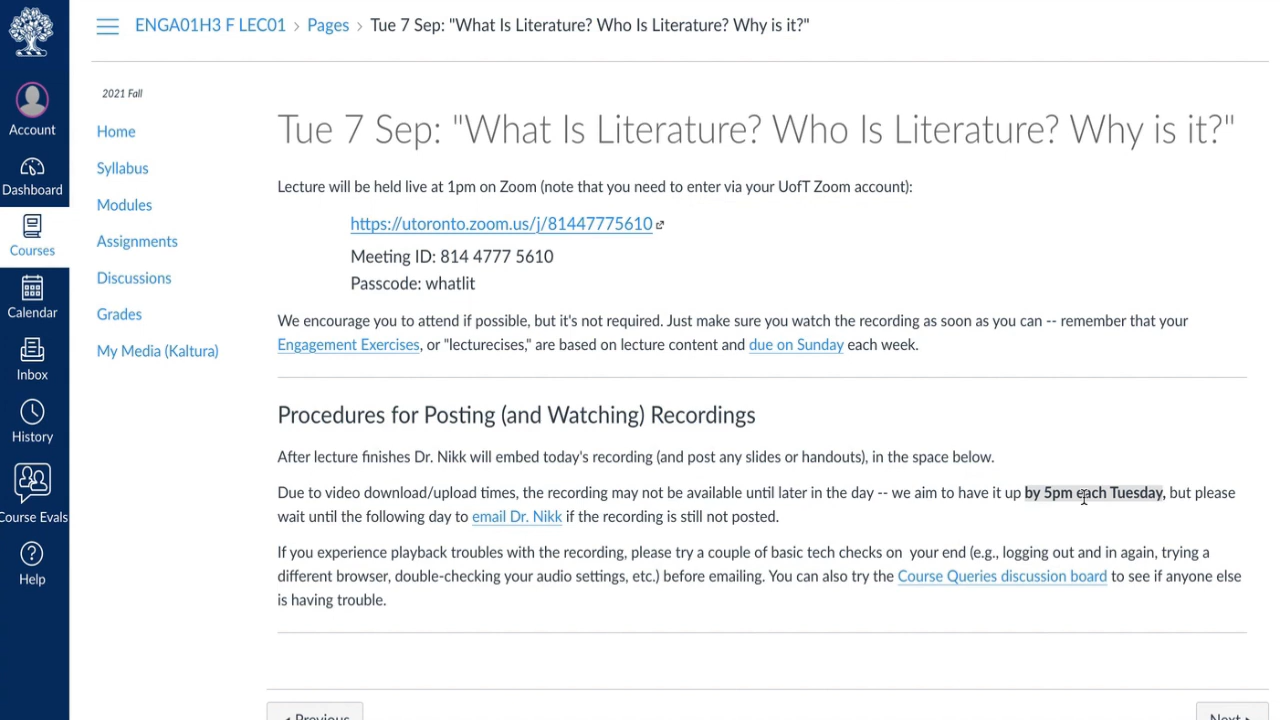 ENGA01H3 F LEC01 › Pages › Tue 7 Sep: "What Is Literature? Who Is Literature? Why is it?"
2021 Fall
Account
Dashboard
Courses
Calendar
Inbox
History
Course Evals
Help
Home
Syllabus
Modules
Assignments
Discussions
Grades
My Media (Kaltura)
Tue 7 Sep: "What Is Literature? Who Is Literature? Why is it?"
Lecture will be held live at 1pm on Zoom (note that you need to enter via your UofT Zoom account):
https://utoronto.zoom.us/j/81447775610
Meeting ID: 814 4777 5610
Passcode: whatlit
We encourage you to attend if possible, but it's not required. Just make sure you watch the recording as soon as you can -- remember that your
Engagement Exercises, or "lecturecises," are based on lecture content and due on Sunday each week.
Procedures for Posting (and Watching) Recordings
After lecture finishes Dr. Nikk will embed today's recording (and post any slides or handouts), in the space below.
Due to video download/upload times, the recording may not be available until later in the day -- we aim to have it up by 5pm each Tuesday, but please
wait until the following day to email Dr. Nikk if the recording is still not posted.
If you experience playback troubles with the recording, please try a couple of basic tech checks on your end (e.g., logging out and in again, trying a
different browser, double-checking your audio settings, etc.) before emailing. You can also try the Course Queries discussion board to see if anyone else
is having trouble.
◂ Previous
Next ▸